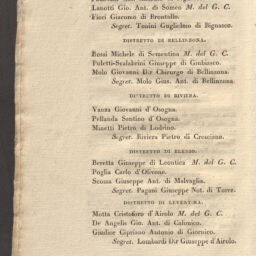 Lanotti Gio. Ant. di Someo M. del G. C.
Fiori Giacomo di Brontallo.
Segret. Tonini Guglielmo di Bignasco.
DISTRETTO DI BELLINZONA.
Rossi Michele di Sementina M. del G. C.
Poletti-Scalabrini Giuseppe di Giubiasco.
Molo Giovanni D.r Chirurgo di Bellinzona.
Segret. Molo Gius. Ant. di Bellinzona.
DISTRETTO DI RIVIERA.
Vanza Giovanni d'Osogna.
Pellanda Santino d'Osogna.
Minetti Pietro di Lodrino.
Segret. Riviera Pietro di Cresciano.
DISTRETTO DI BLENIO.
Beretta Giuseppe di Leontica M. del G. C.
Poglia Carlo d'Olivone.
Scossa Giuseppe Ant. di Malvaglia.
Segret. Pagani Giuseppe Not. di Torre.
DISTRETTO DI LEVENTINA.
Motta Cristoforo d'Airolo M. del G. C.
De Angelis Gio. Ant. di Calonico.
Giudice Cipriano Antonio di Giornico.
Segret. Lombardi D.r Giuseppe d'Airolo.